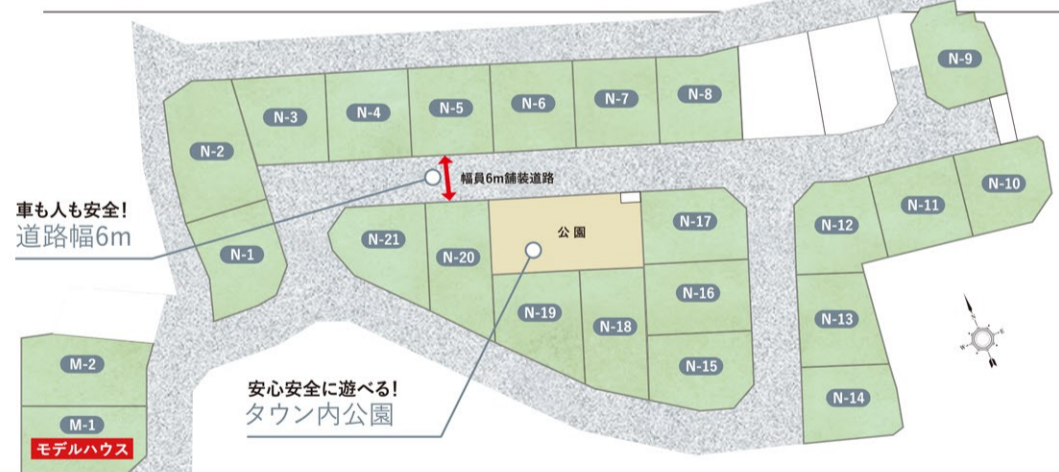 N-9
N-3
N-4
N-5
N-6
N-7
N-8
N-2
幅員6m舗装道路
N-10
N-11
N-12
車も人も安全!
道路幅6m
N-1
N-21
N-20
公園
N-17
N-19
N-18
N-16
N-13
N-15
N-14
安心安全に遊べる!
タウン内公園
M-2
M-1
モデルハウス